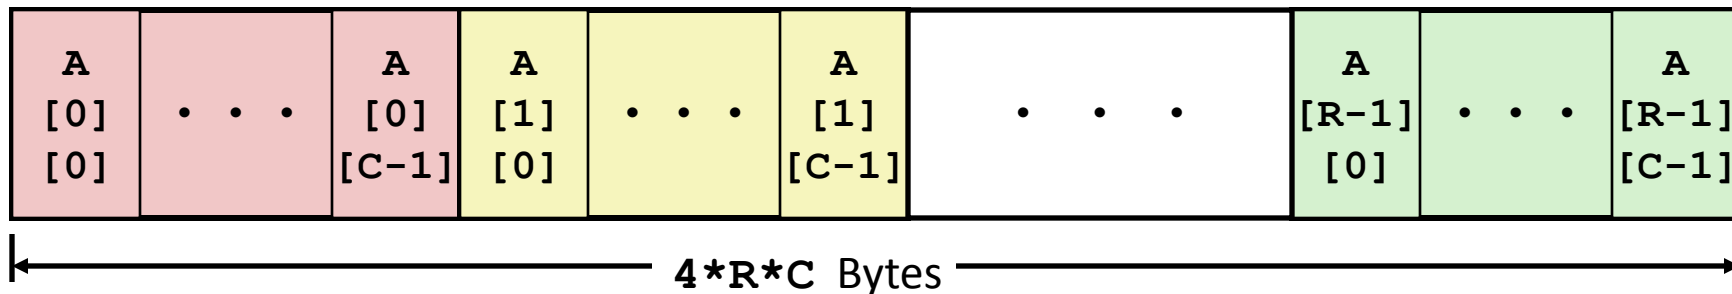 A A A A A A
[0] • • • [0] [1] • • • [1] • • • [R-1] • • • [R-1]
[0] [C-1] [0] [C-1] [0] [C-1]
4*R*C Bytes